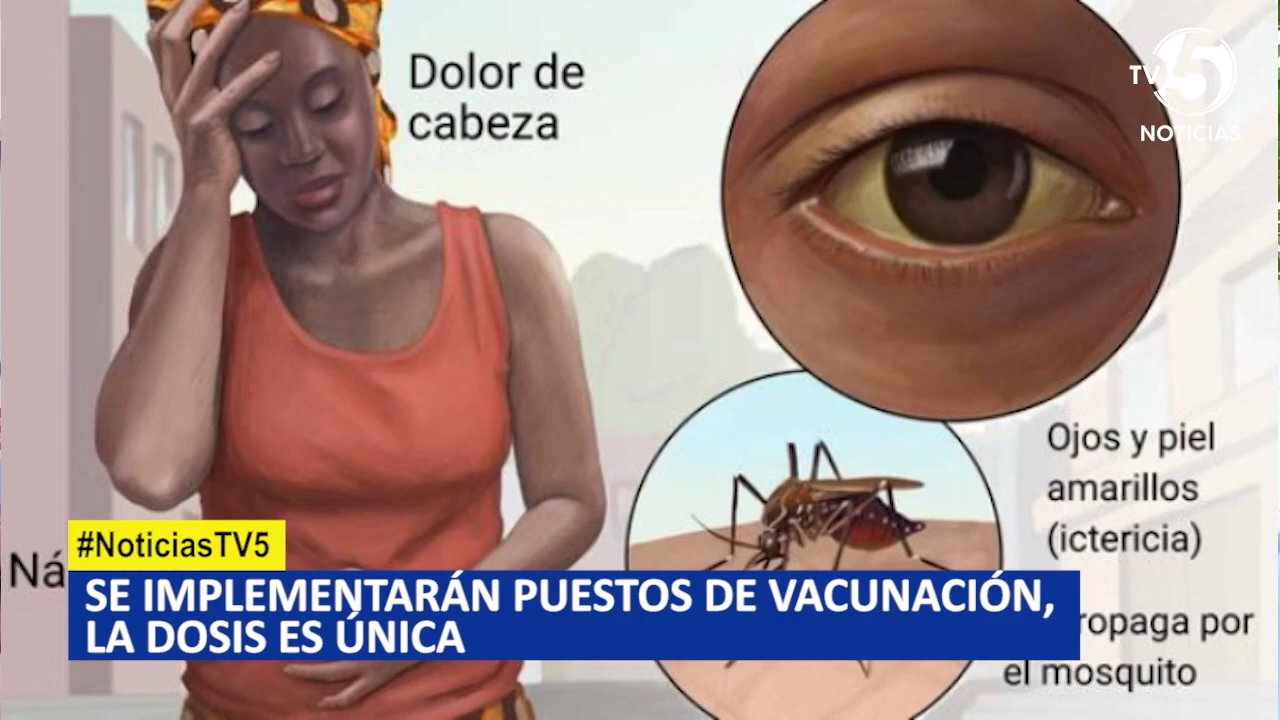 Dolor de
cabeza
TV5
NOTICIAS
Ojos y piel
amarillos
(ictericia)
#NoticiasTV5
SE IMPLEMENTARÁN PUESTOS DE VACUNACIÓN,
LA DOSIS ES ÚNICA
por
el mosquito